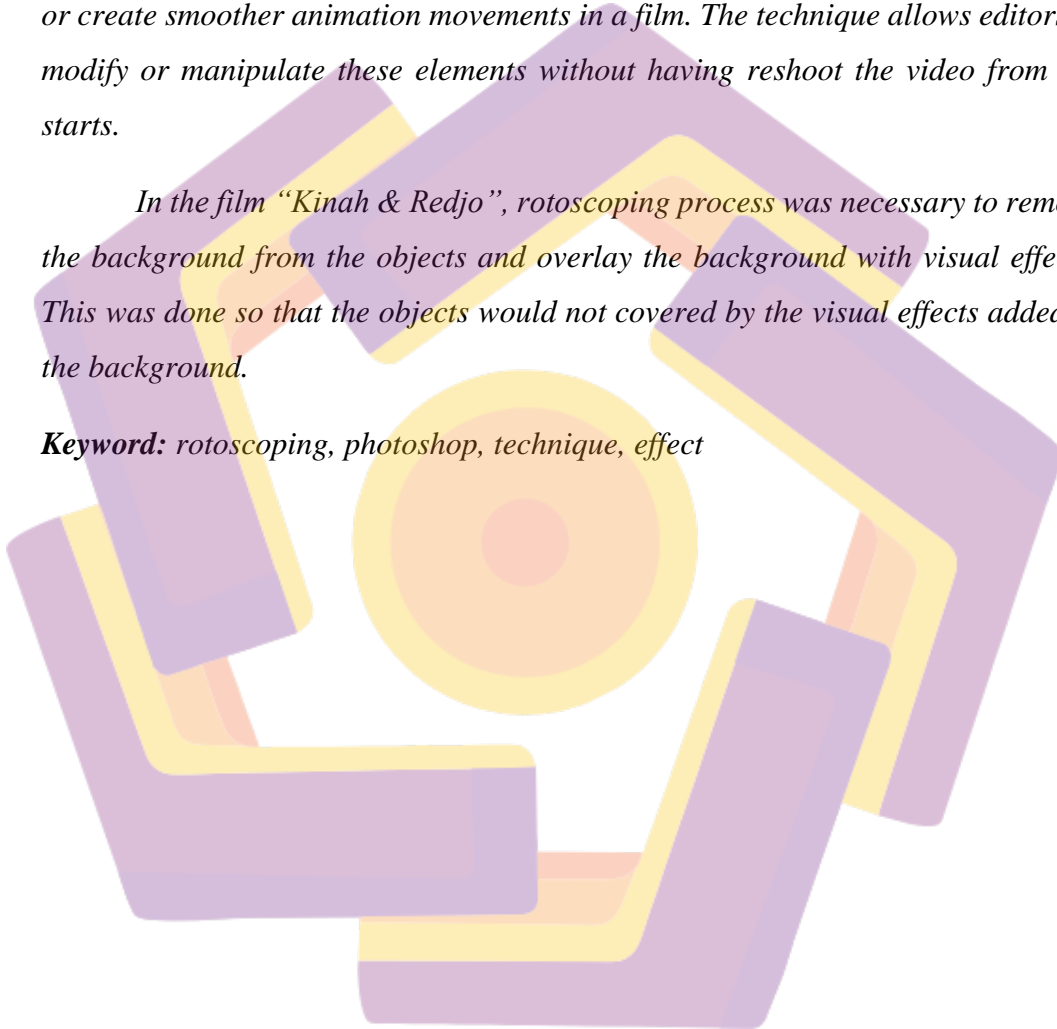 or create smoother animation movements in a film. The technique allows editor
modify or manipulate these elements without having reshoot the video from
starts.
In the film “Kinah & Redjo”, rotoscoping process was necessary to
the background from the objects and overlay the background with visual
This was done so that the objects would not covered by the visual effects added
the background.
Keyword: rotoscoping, photoshop, technique, effect